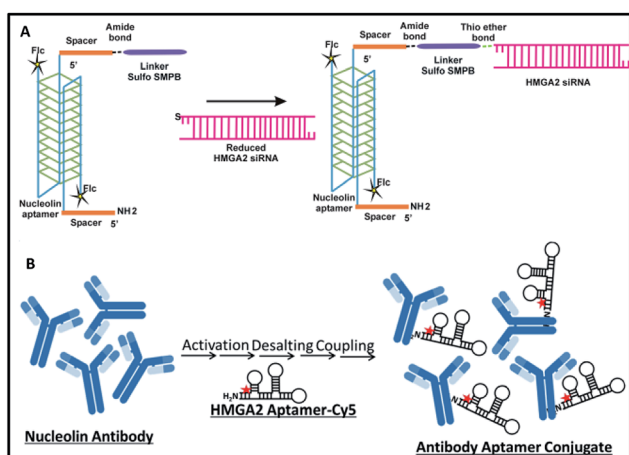 A
Flc
Spacer
Amide
bond
5'
Linker
Sulfo SMPB
Flc
Nucleolin
aptamer
NH2
Spacer
5'
S
Reduced
HMGA2 siRNA
Flc
Spacer
Amide
bond
Thio ether
bond
5'
Linker
Sulfo SMPB
HMGA2 siRNA
Flc
Nucleolin
aptamer
NH2
Spacer
5'
B
Nucleolin Antibody
Activation Desalting Coupling
H₂N
HMGA2 Aptamer-Cy5
N
N
N
N
Antibody Aptamer Conjugate